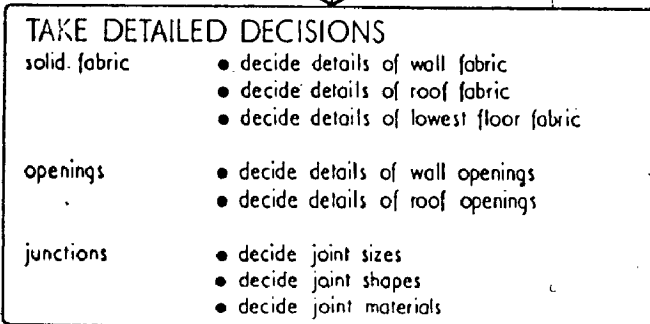 TAKE DETAILED DECISIONS
solid fabric • decide details of wall fabric
• decide details of roof fabric
• decide details of lowest floor fabric
openings • decide details of wall openings
• decide details of roof openings
junctions • decide joint sizes
• decide joint shapes
• decide joint materials